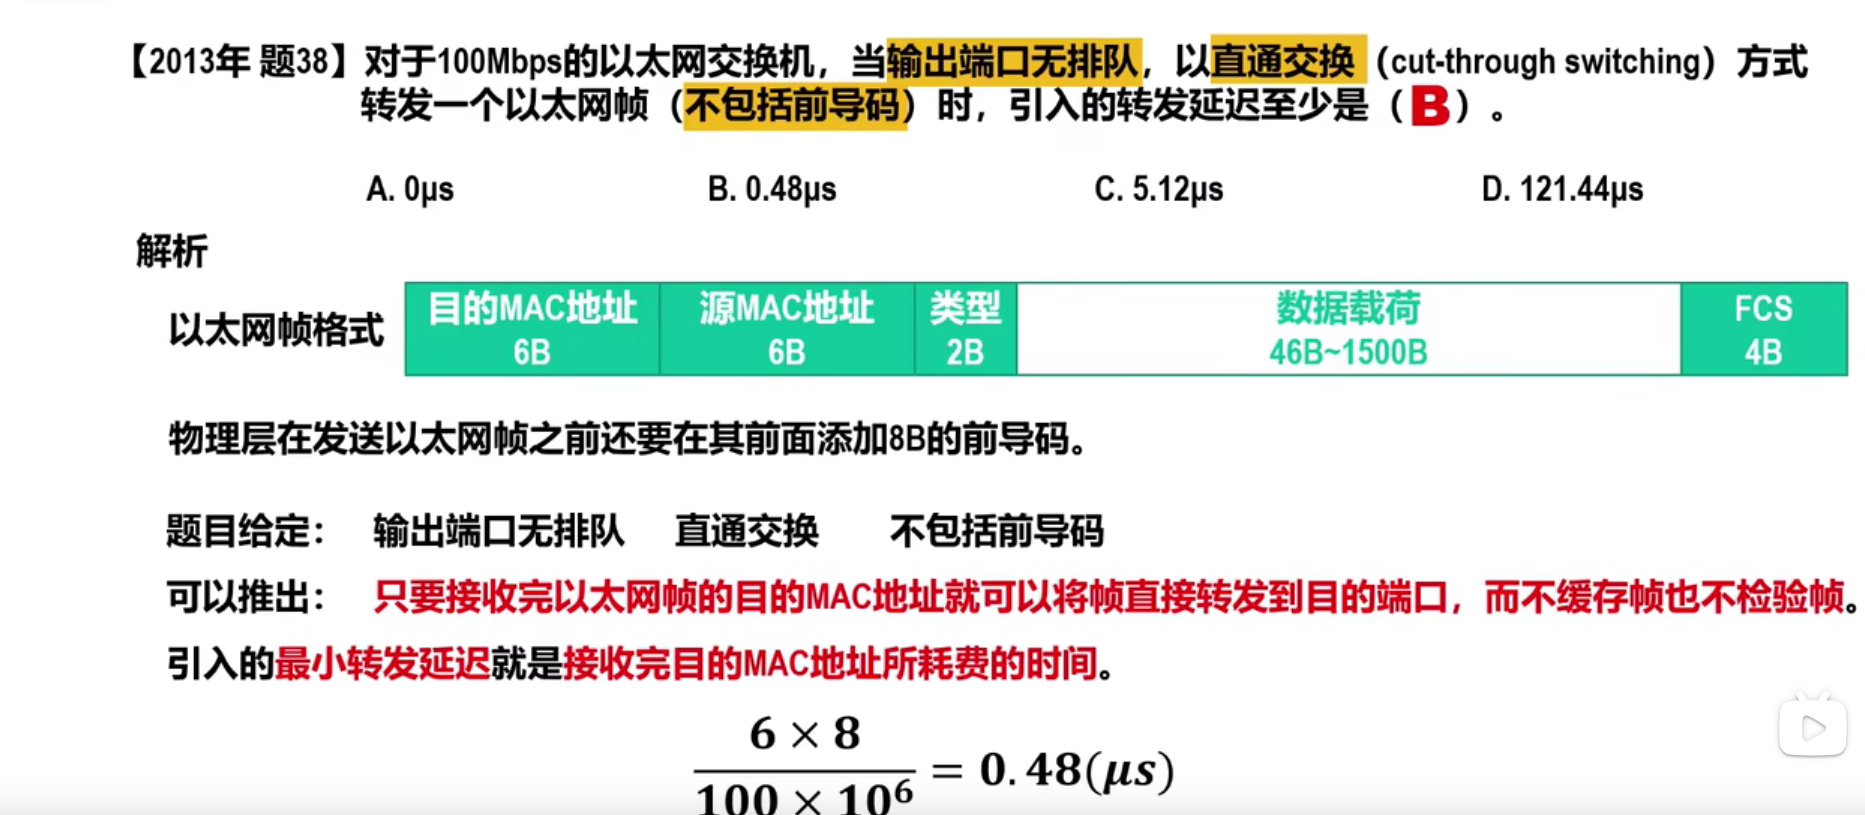 【2013年 题38】对于100Mbps的以太网交换机，当输出端口无排队，以直通交换（cut-through switching）方式
转发一个以太网帧（不包括前导码）时，引入的转发延迟至少是（B）。
A. 0μs B. 0.48μs C. 5.12μs D. 121.44μs
解析
以太网帧格式
目的MAC地址 源MAC地址 类型 数据载荷 FCS
6B 6B 2B 46B~1500B 4B
物理层在发送以太网帧之前还要在其前面添加8B的前导码。
题目给定： 输出端口无排队 直通交换 不包括前导码
可以推出： 只要接收完以太网帧的目的MAC地址就可以将帧直接转发到目的端口，而不缓存帧也不检验帧。
引入的最小转发延迟就是接收完目的MAC地址所耗费的时间。
6 × 8
100 × 10⁶
= 0.48(μs)